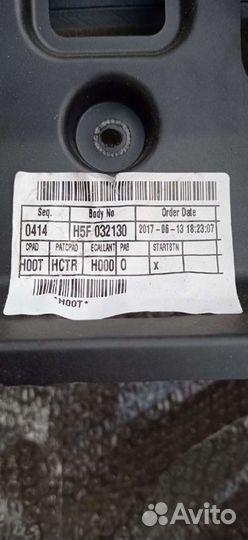 Seq. Body No Order Date
0414 H5F 032130 2017-06-13 18:23:07
CPAD PATCPAD ECALLANT PAB STARTBTN
H00T HCTR H000 0 X
*H00T*
Avito